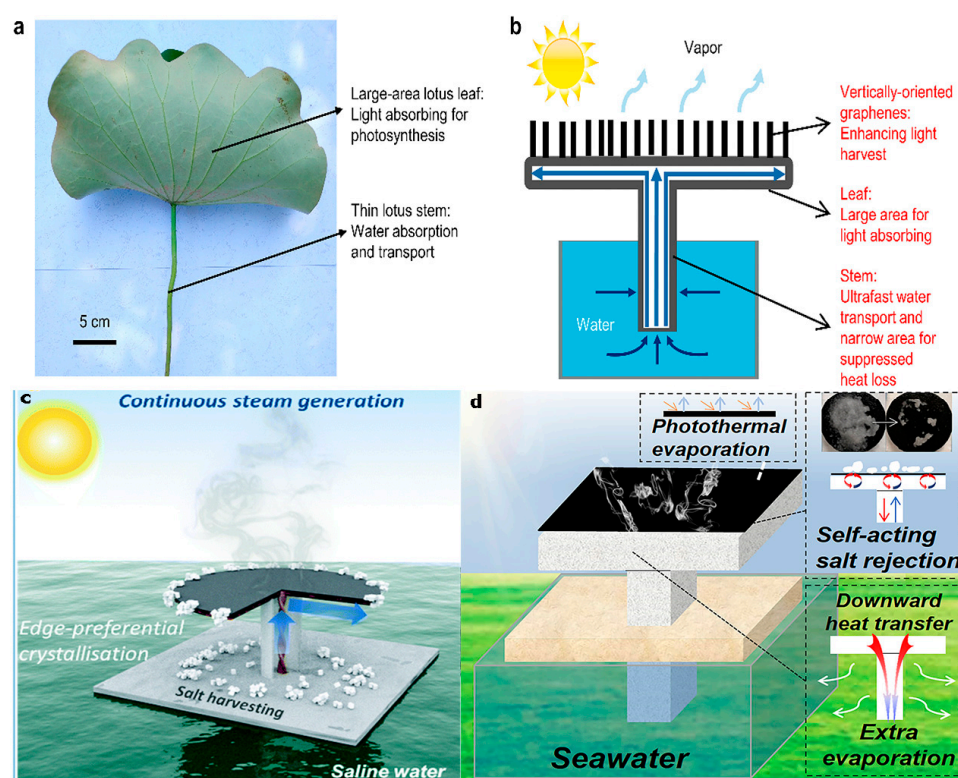 a
Large-area lotus leaf:
Light absorbing for
photosynthesis
Thin lotus stem:
Water absorption
and transport
5 cm
b
Vapor
Vertically-oriented
graphenes:
Enhancing light
harvest
Leaf:
Large area for
light absorbing
Stem:
Ultrafast water
transport and
narrow area for
suppressed
heat loss
Water
c
Continuous steam generation
Edge-preferential
crystallisation
Salt harvesting
Saline water
d
Photothermal
evaporation
Self-acting
salt rejection
Downward
heat transfer
Extra
evaporation
Seawater